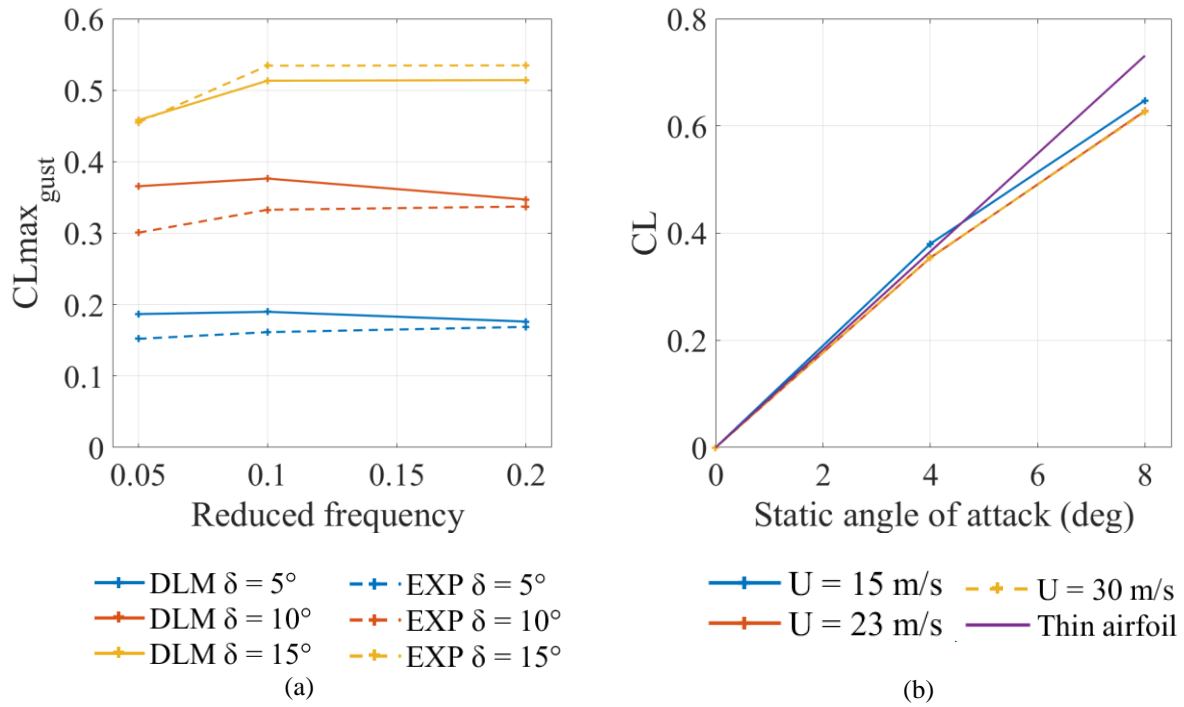 0.6
0.5
0.4
0.3
0.2
0.1
0
CLmax_gust
0.05 0.1 0.15 0.2
Reduced frequency
DLM δ = 5° EXP δ = 5°
DLM δ = 10° EXP δ = 10°
DLM δ = 15° EXP δ = 15°
(a)
0.8
0.6
0.4
0.2
0
CL
0 2 4 6 8
Static angle of attack (deg)
U = 15 m/s U = 30 m/s
U = 23 m/s Thin airfoil
(b)